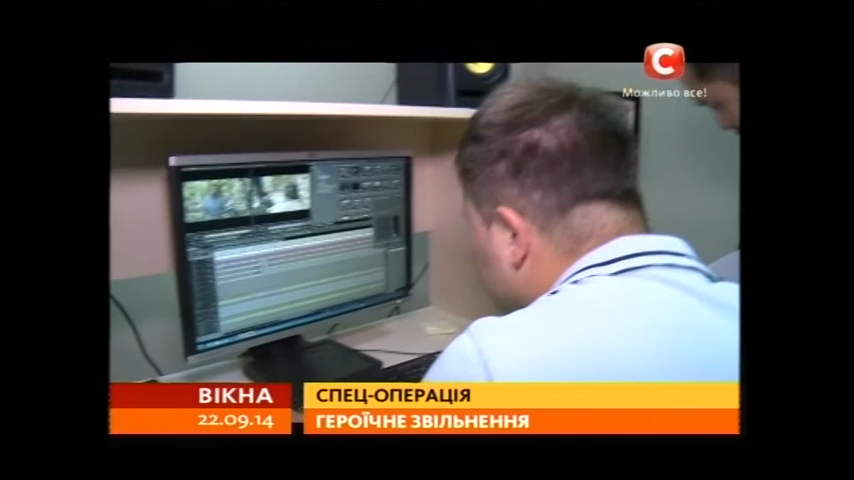 С
Можливо все!
ВІКНА
СПЕЦ-ОПЕРАЦІЯ
22.09.14
ГЕРОЇЧНЕ ЗВІЛЬНЕННЯ